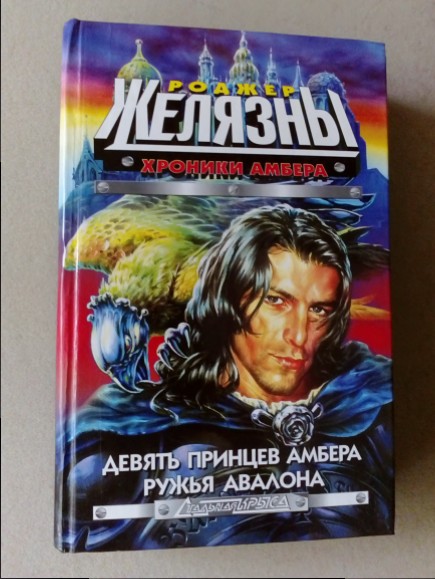 РОДЖЕР
ЖЕЛЯЗНЫ
ХРОНИКИ АМБЕРА
ДЕВЯТЬ ПРИНЦЕВ АМБЕРА
РУЖЬЯ АВАЛОНА